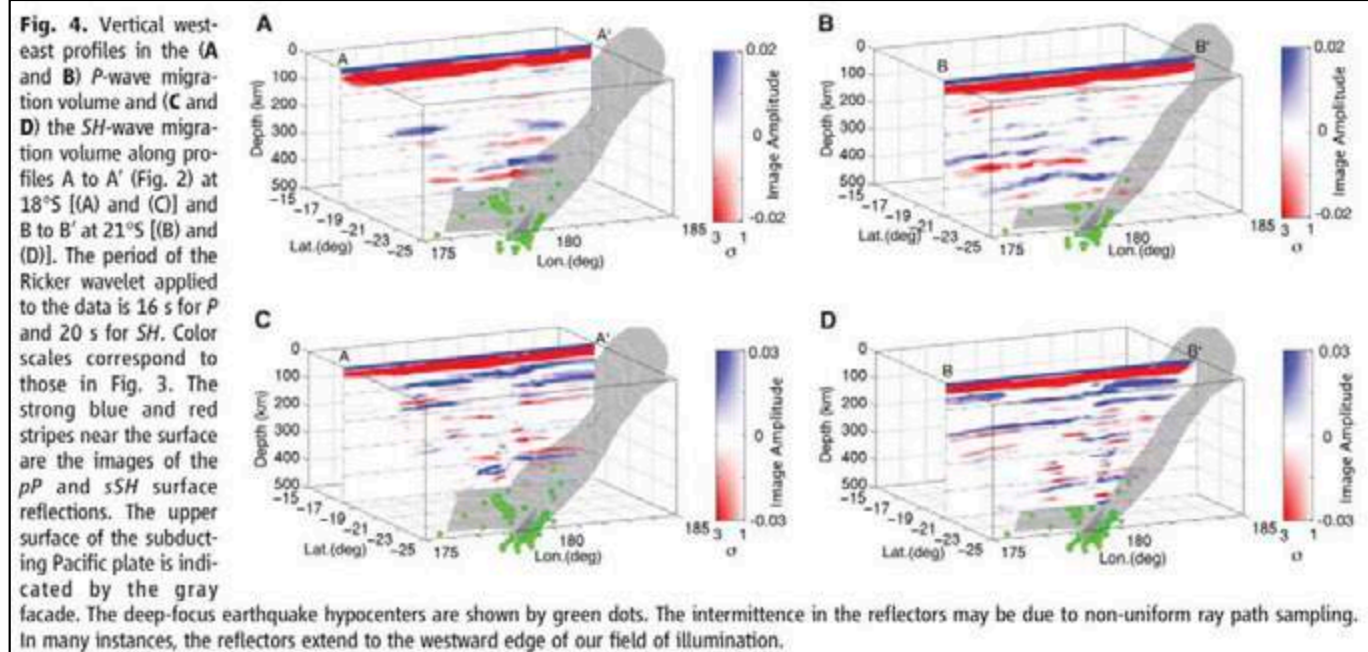 Fig. 4. Vertical west-
east profiles in the (A
and B) P-wave migra-
tion volume and (C and
D) the SH-wave migra-
tion volume along pro-
files A to A' (Fig. 2) at
18°S [(A) and (C)] and
B to B' at 21°S [(B) and
(D)]. The period of the
Ricker wavelet applied
to the data is 16 s for P
and 20 s for SH. Color
scales correspond to
those in Fig. 3. The
strong blue and red
stripes near the surface
are the images of the
pP and sSH surface
reflections. The upper
surface of the subduct-
ing Pacific plate is indi-
cated by the gray
facade. The deep-focus earthquake hypocenters are shown by green dots. The intermittence in the reflectors may be due to non-uniform ray path sampling.
In many instances, the reflectors extend to the westward edge of our field of illumination.
A
A
A'
0
100
200
300
400
500
Depth (km)
-15
-17
-19
-21
-23
-25
Lat.(deg)
175
180
185
Lon.(deg)
0.02
0
-0.02
Image Amplitude
3 1
σ
B
B
B'
0
100
200
300
400
500
Depth (km)
-15
-17
-19
-21
-23
-25
Lat.(deg)
175
180
185
Lon.(deg)
0.02
0
-0.02
Image Amplitude
3 1
σ
C
A
A'
0
100
200
300
400
500
Depth (km)
-15
-17
-19
-21
-23
-25
Lat.(deg)
175
180
185
Lon.(deg)
0.03
0
-0.03
Image Amplitude
3 1
σ
D
B
B'
0
100
200
300
400
500
Depth (km)
-15
-17
-19
-21
-23
-25
Lat.(deg)
175
180
185
Lon.(deg)
0.03
0
-0.03
Image Amplitude
3 1
σ